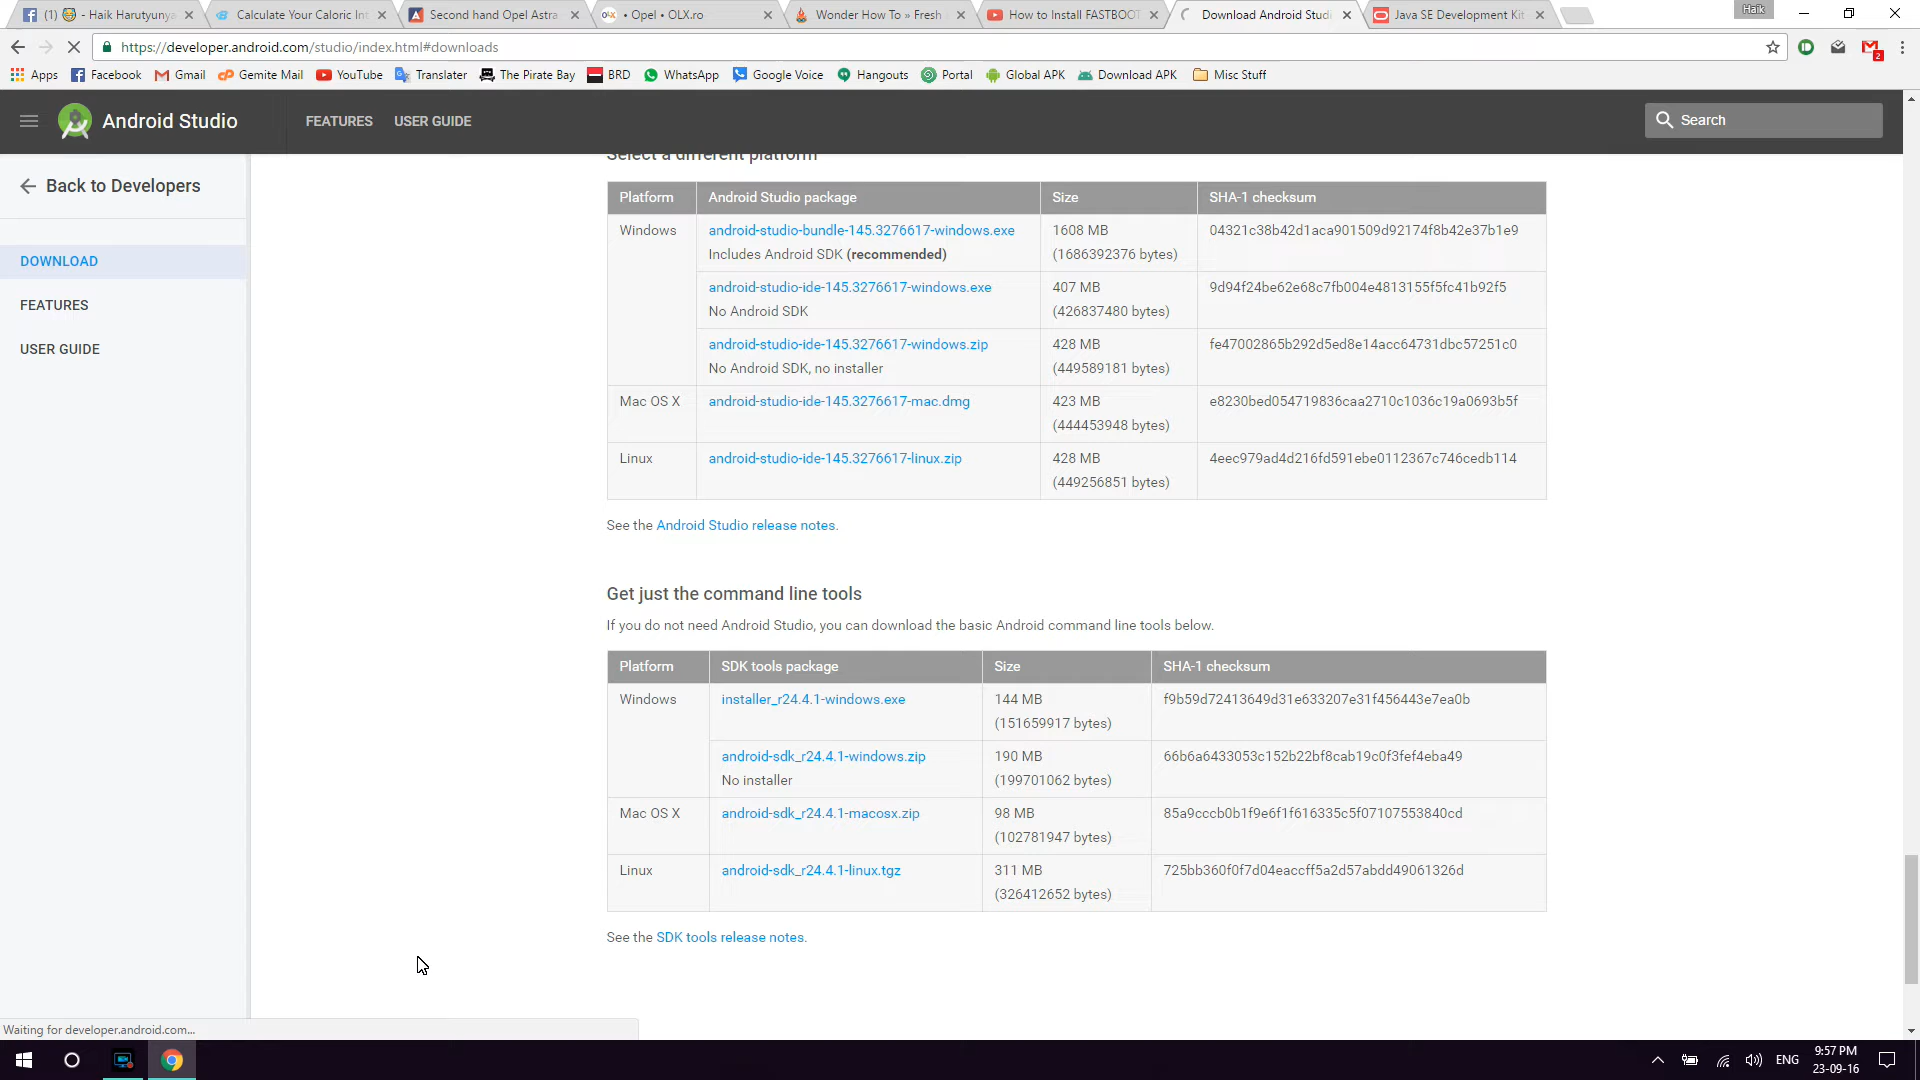 (1) - Haik Harutyunya
Calculate Your Caloric Int
Second hand Opel Astra
• Opel • OLX.ro
Wonder How To » Fresh
How to Install FASTBOOT
Download Android Studi
Java SE Development Kit
Haik
https://developer.android.com/studio/index.html#downloads
2
Apps
Facebook
Gmail
Gemite Mail
YouTube
Translater
The Pirate Bay
BRD
WhatsApp
Google Voice
Hangouts
Portal
Global APK
Download APK
Misc Stuff
Android Studio
FEATURES
USER GUIDE
Search
Back to Developers
DOWNLOAD
FEATURES
USER GUIDE
Select a different platform
Platform Android Studio package Size SHA-1 checksum
Windows android-studio-bundle-145.3276617-windows.exe 1608 MB 04321c38b42d1aca901509d92174f8b42e37b1e9
Includes Android SDK (recommended) (1686392376 bytes)
android-studio-ide-145.3276617-windows.exe 407 MB 9d94f24be62e68c7fb004e4813155f5fc41b92f5
No Android SDK (426837480 bytes)
android-studio-ide-145.3276617-windows.zip 428 MB fe47002865b292d5ed8e14acc64731dbc57251c0
No Android SDK, no installer (449589181 bytes)
Mac OS X android-studio-ide-145.3276617-mac.dmg 423 MB e8230bed054719836caa2710c1036c19a0693b5f
(444453948 bytes)
Linux android-studio-ide-145.3276617-linux.zip 428 MB 4eec979ad4d216fd591ebe0112367c746cedb114
(449256851 bytes)
See the Android Studio release notes.
Get just the command line tools
If you do not need Android Studio, you can download the basic Android command line tools below.
Platform SDK tools package Size SHA-1 checksum
Windows installer_r24.4.1-windows.exe 144 MB f9b59d72413649d31e633207e31f456443e7ea0b
(151659917 bytes)
android-sdk_r24.4.1-windows.zip 190 MB 66b6a6433053c152b22bf8cab19c0f3fef4eba49
No installer (199701062 bytes)
Mac OS X android-sdk_r24.4.1-macosx.zip 98 MB 85a9cccb0b1f9e6f1f616335c5f07107553840cd
(102781947 bytes)
Linux android-sdk_r24.4.1-linux.tgz 311 MB 725bb360f0f7d04eaccff5a2d57abdd49061326d
(326412652 bytes)
See the SDK tools release notes.
Waiting for developer.android.com...
ENG
9:57 PM
23-09-16